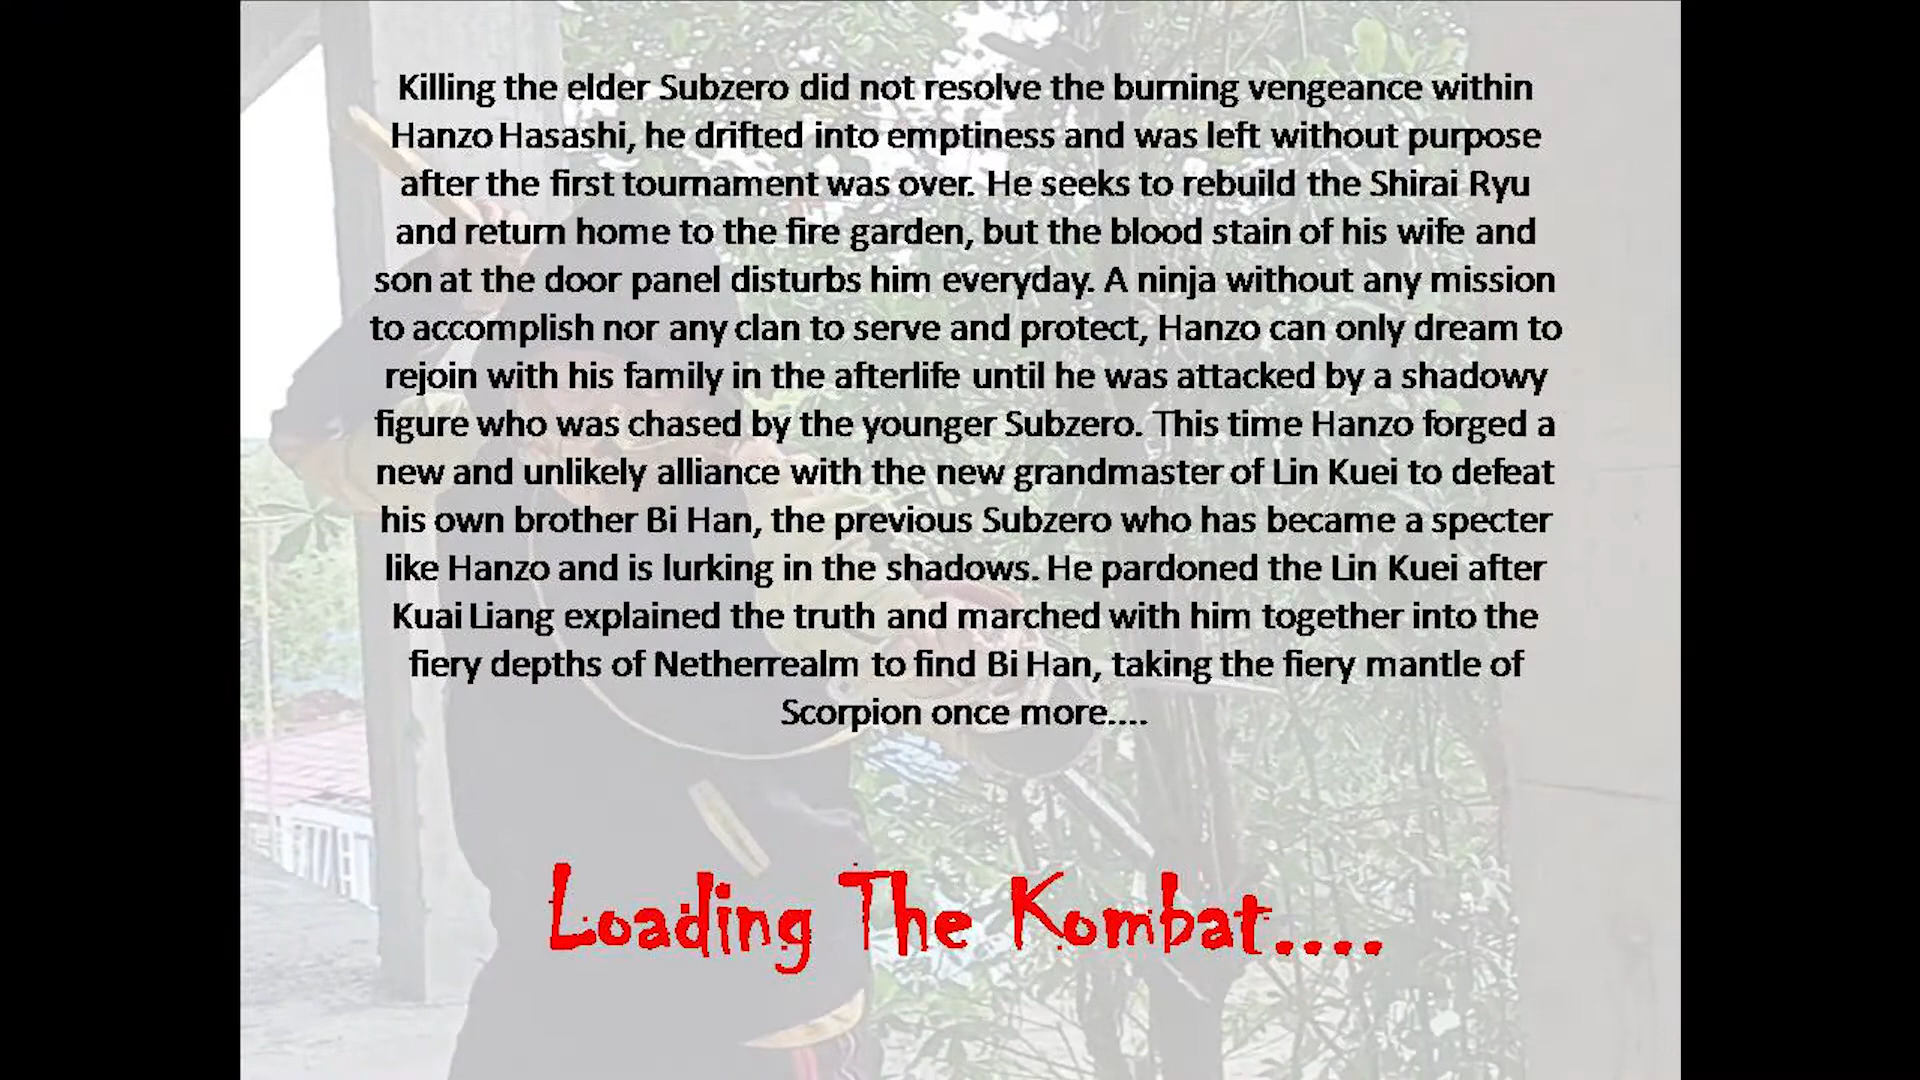 Killing the elder Subzero did not resolve the burning vengeance within
Hanzo Hasashi, he drifted into emptiness and was left without purpose
after the first tournament was over. He seeks to rebuild the Shirai Ryu
and return home to the fire garden, but the blood stain of his wife and
son at the door panel disturbs him everyday. A ninja without any mission
to accomplish nor any clan to serve and protect, Hanzo can only dream to
rejoin with his family in the afterlife until he was attacked by a shadowy
figure who was chased by the younger Subzero. This time Hanzo forged a
new and unlikely alliance with the new grandmaster of Lin Kuei to defeat
his own brother Bi Han, the previous Subzero who has became a specter
like Hanzo and is lurking in the shadows. He pardoned the Lin Kuei after
Kuai Liang explained the truth and marched with him together into the
fiery depths of Netherrealm to find Bi Han, taking the fiery mantle of
Scorpion once more....
Loading The Kombat....